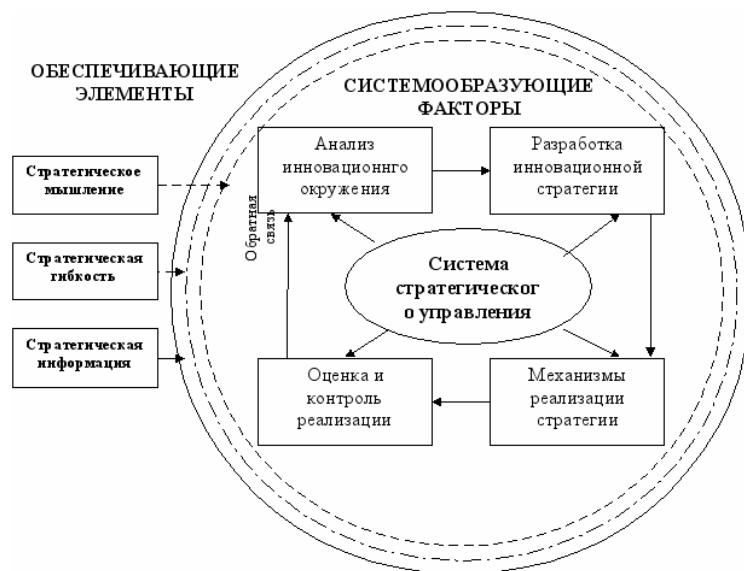 ОБЕСПЕЧИВАЮЩИЕ
ЭЛЕМЕНТЫ
СИСТЕМООБРАЗУЮЩИЕ
ФАКТОРЫ
Стратегическое
мышление
Стратегическая
гибкость
Стратегическая
информация
Анализ
инновационнго
окружения
Разработка
инновационной
стратегии
Обратная
связь
Система
стратегическог
о управления
Оценка и
контроль
реализации
Механизмы
реализации
стратегии